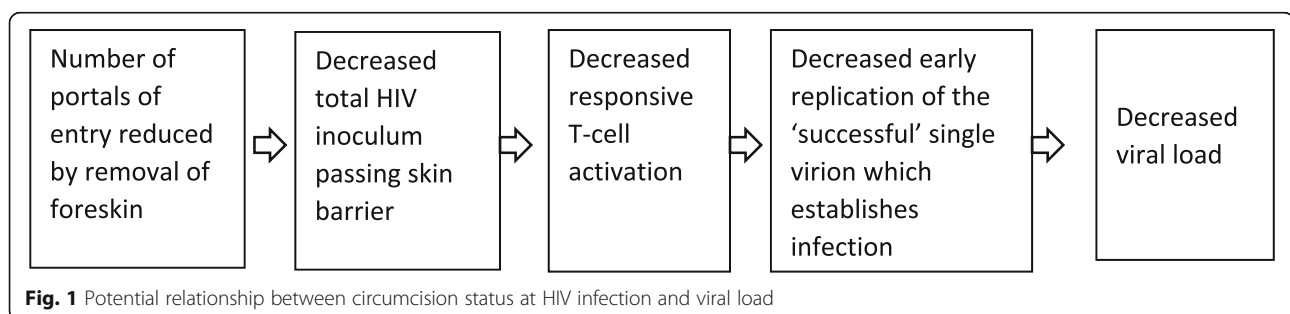 Number of
portals of
entry reduced
by removal of
foreskin
Decreased
total HIV
inoculum
passing skin
barrier
Decreased
responsive
T-cell
activation
Decreased early
replication of the
‘successful’ single
virion which
establishes
infection
Decreased
viral load
Fig. 1 Potential relationship between circumcision status at HIV infection and viral load